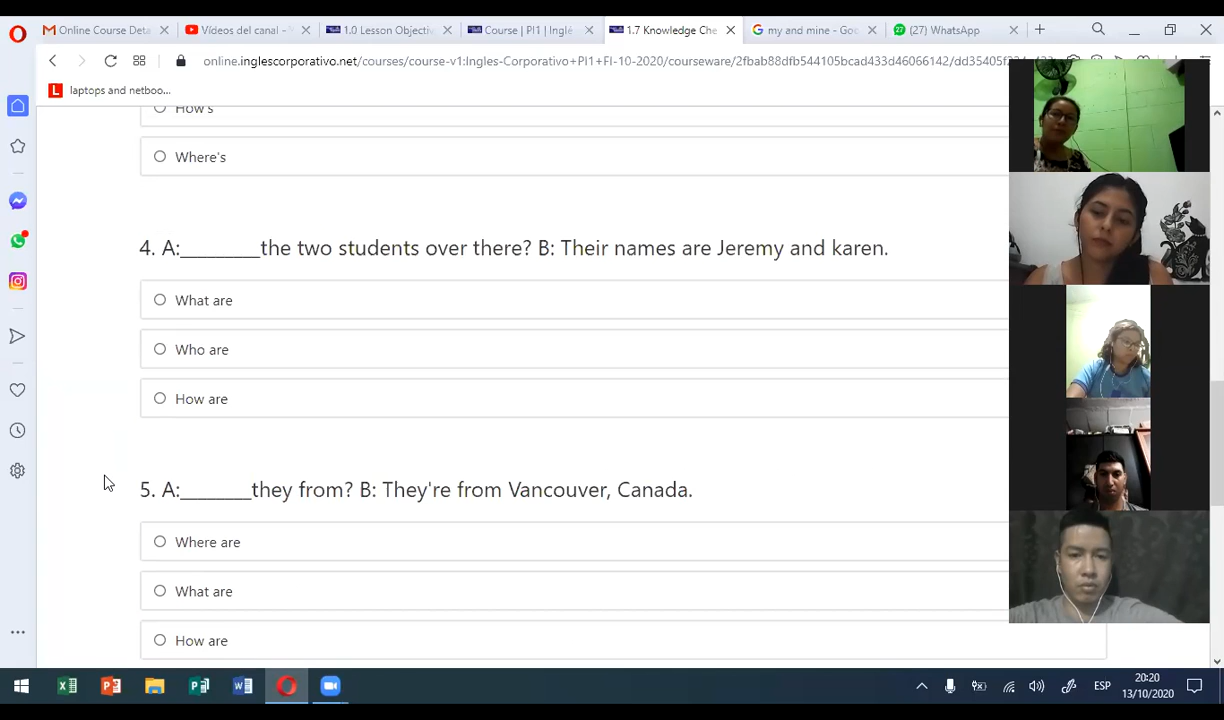 Online Course Deta
Vídeos del canal - Y
1.0 Lesson Objectiv
Course | PI1 | Inglé
1.7 Knowledge Che
my and mine - Goo
(27) WhatsApp
online.inglescorporativo.net/courses/course-v1:Ingles-Corporativo+PI1+FI-10-2020/courseware/2fbab88dfb544105bcad433d46066142/dd35405f
L laptops and netboo...
How's
Where's
4. A:_________the two students over there? B: Their names are Jeremy and karen.
What are
Who are
How are
5. A:________they from? B: They're from Vancouver, Canada.
Where are
What are
How are
ESP
20:20
13/10/2020